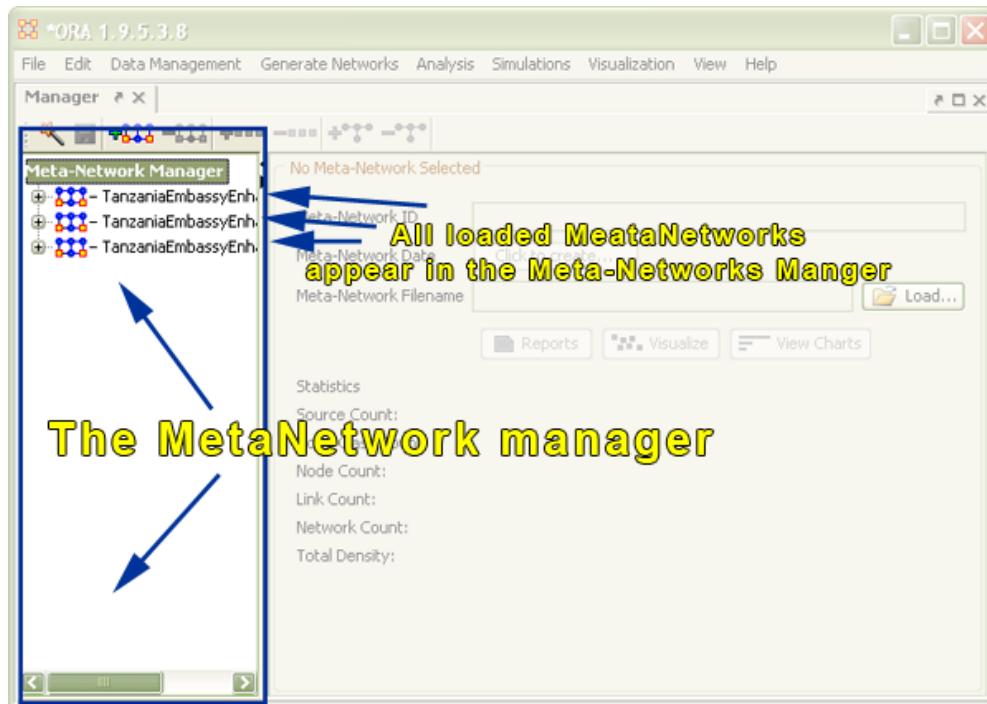 *ORA 1.9.5.3.8
File Edit Data Management Generate Networks Analysis Simulations Visualization View Help
Manager
Meta-Network Manager
TanzaniaEmbassyEnh
TanzaniaEmbassyEnh
TanzaniaEmbassyEnh
No Meta-Network Selected
Meta-Network ID
All loaded MeataNetworks
Meta-Network Date Click to create...
appear in the Meta-Networks Manger
Meta-Network Filename Load...
Reports Visualize View Charts
Statistics
Source Count:
The MetaNetwork manager
Node Count:
Link Count:
Network Count:
Total Density: